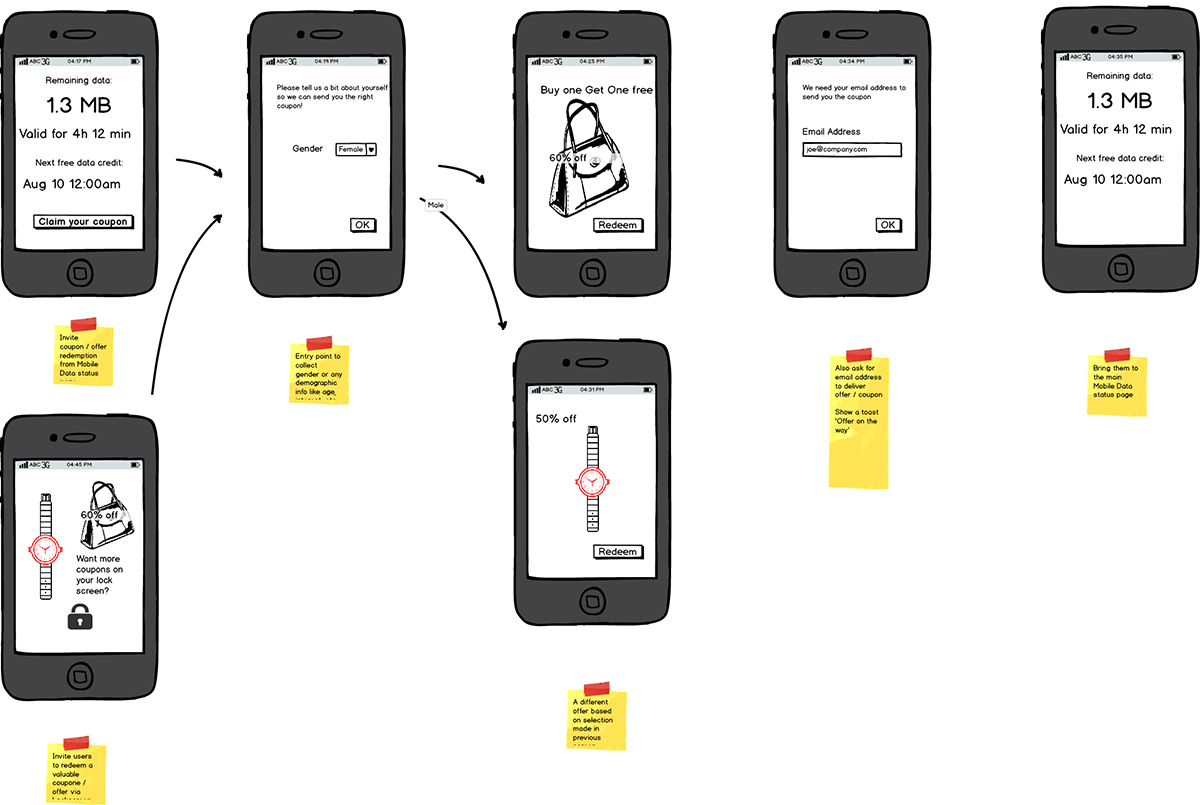 ABC 3G 04:17 PM
Remaining data:
1.3 MB
Valid for 4h 12 min
Next free data credit:
Aug 10 12:00am
Claim your coupon
Invite
coupon / offer
redemption
from Mobile
Data status
ABC 3G 04:19 PM
Please tell us a bit about yourself
so we can send you the right
coupon!
Gender
Female
OK
Entry point to
collect
gender or any
demographic
info like age,
Male
ABC 3G 04:25 PM
Buy one Get One free
60% off
Redeem
ABC 3G 04:34 PM
We need your email address to
send you the coupon
Email Address
joe@company.com
OK
Also ask for
email address
to deliver
offer / coupon
Show a toast
'Offer on the
way'
ABC 3G 04:35 PM
Remaining data:
1.3 MB
Valid for 4h 12 min
Next free data credit:
Aug 10 12:00am
Bring them to
the main
Mobile Data
status page
ABC 3G 04:45 PM
60% off
Want more
coupons on
your lock
screen?
Invite users
to redeem a
valuable
coupone /
offer via
ABC 3G 04:31 PM
50% off
Redeem
A different
offer based
on selection
made in
previous